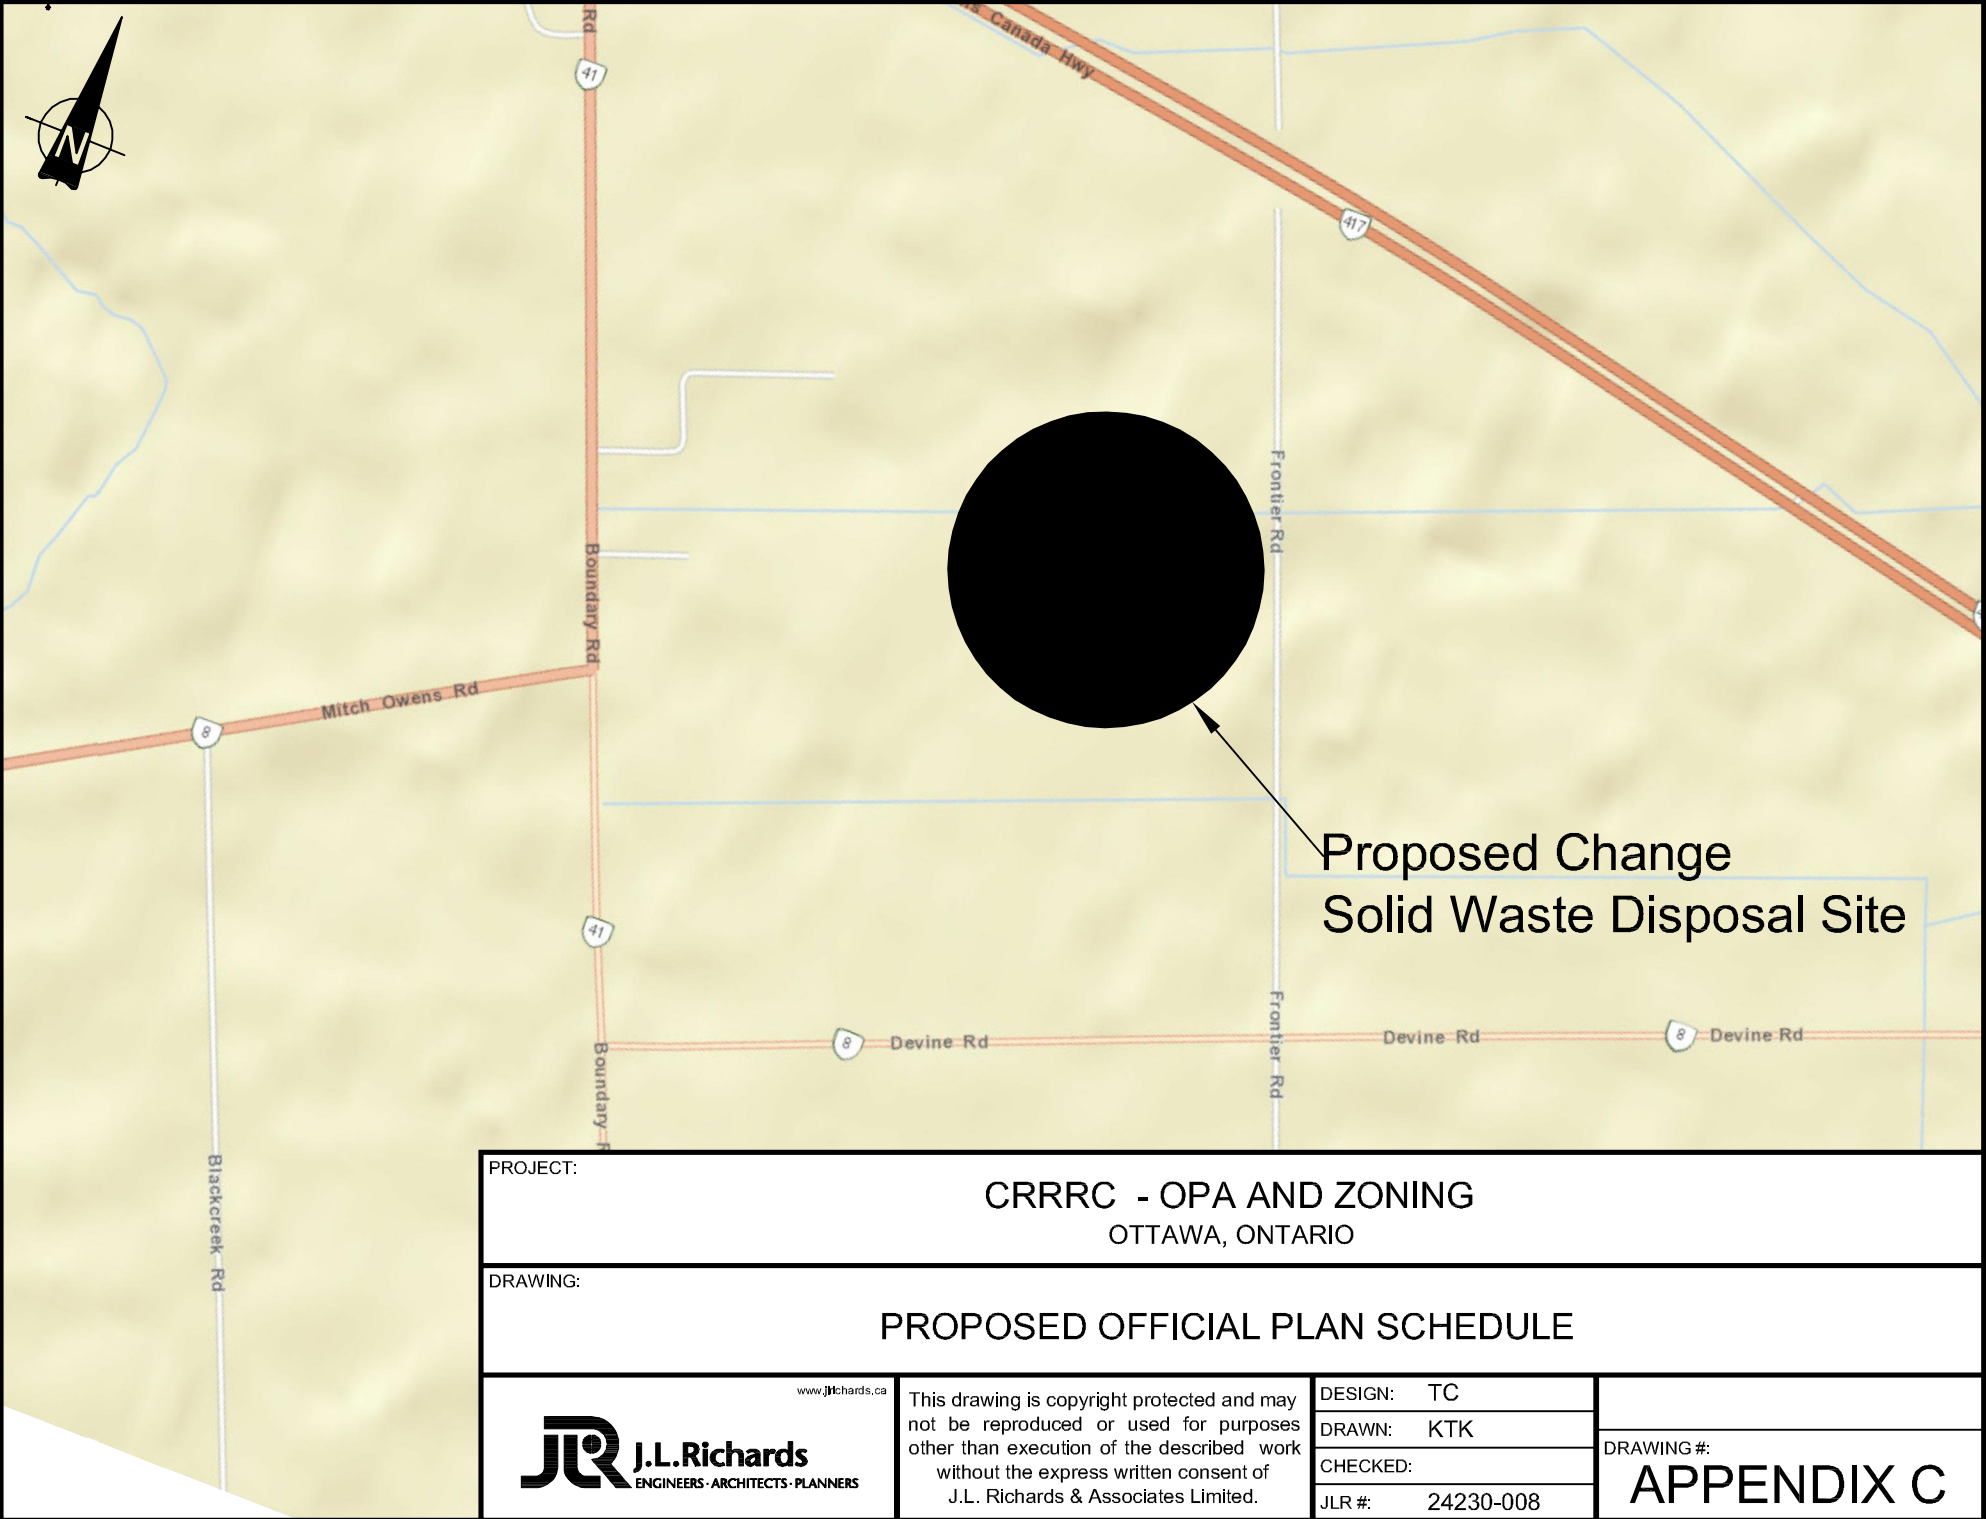 Rd
s Canada Hwy
41
N
417
Frontier Rd
Boundary Rd
Mitch Owens Rd
8
Proposed Change
Solid Waste Disposal Site
41
Frontier Rd
8
Devine Rd
Devine Rd
8
Devine Rd
Boundary R
Blackcreek Rd
PROJECT:
CRRRC - OPA AND ZONING
OTTAWA, ONTARIO
DRAWING:
PROPOSED OFFICIAL PLAN SCHEDULE
www.jlrichards.ca
JLR
J.L.Richards
ENGINEERS · ARCHITECTS · PLANNERS
This drawing is copyright protected and may
not be reproduced or used for purposes
other than execution of the described work
without the express written consent of
J.L. Richards & Associates Limited.
DESIGN: TC
DRAWN: KTK
CHECKED:
JLR #: 24230-008
DRAWING #:
APPENDIX C